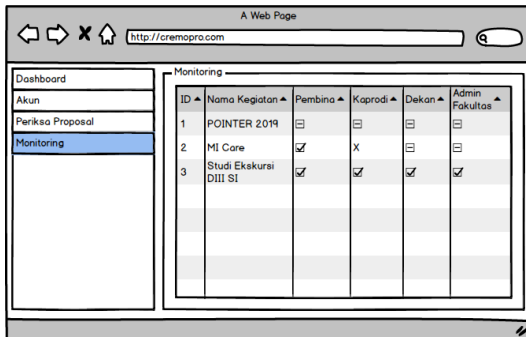 A Web Page
http://cremopro.com
Dashboard
Akun
Periksa Proposal
Monitoring
Monitoring
ID Nama Kegiatan Pembina Kaprodi Dekan Admin Fakultas
1 POINTER 2019
2 MI Care X
3 Studi Ekskursi
DIII SI